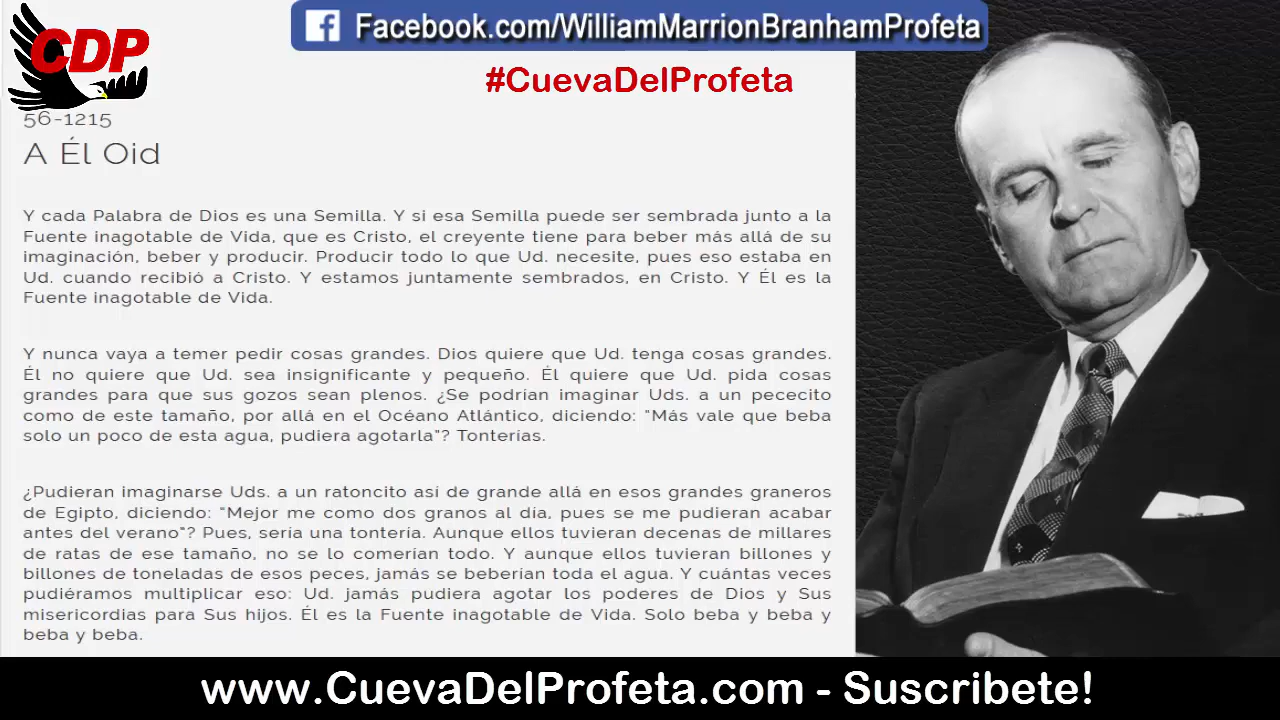 Facebook.com/WilliamMarrionBranhamProfeta
CDP
#CuevaDelProfeta
56-1215
A Él Oid
Y cada Palabra de Dios es una Semilla. Y si esa Semilla puede ser sembrada junto a la
Fuente inagotable de Vida, que es Cristo, el creyente tiene para beber más allá de su
imaginación, beber y producir. Producir todo lo que Ud. necesite, pues eso estaba en
Ud. cuando recibió a Cristo. Y estamos juntamente sembrados, en Cristo. Y Él es la
Fuente inagotable de Vida.
Y nunca vaya a temer pedir cosas grandes. Dios quiere que Ud. tenga cosas grandes.
Él no quiere que Ud. sea insignificante y pequeño. Él quiere que Ud. pida cosas
grandes para que sus gozos sean plenos. ¿Se podrían imaginar Uds. a un pececito
como de este tamaño, por allá en el Océano Atlántico, diciendo: “Más vale que beba
solo un poco de esta agua, pudiera agotarla”? Tonterías.
¿Pudieran imaginarse Uds. a un ratoncito así de grande allá en esos grandes graneros
de Egipto, diciendo: “Mejor me como dos granos al día, pues se me pudieran acabar
antes del verano”? Pues, sería una tontería. Aunque ellos tuvieran decenas de millares
de ratas de ese tamaño, no se lo comerían todo. Y aunque ellos tuvieran billones y
billones de toneladas de esos peces, jamás se beberían toda el agua. Y cuántas veces
pudiéramos multiplicar eso: Ud. jamás pudiera agotar los poderes de Dios y Sus
misericordias para Sus hijos. Él es la Fuente inagotable de Vida. Solo beba y beba y
beba y beba.
www.CuevaDelProfeta.com - Suscribete!